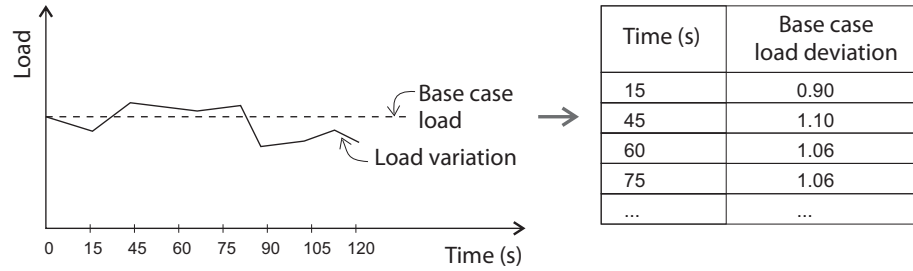 Load
Base case
load
Load variation
0 15 45 60 75 90 105 120
Time (s)
Time (s) Base case
load deviation
15 0.90
45 1.10
60 1.06
75 1.06
... ...